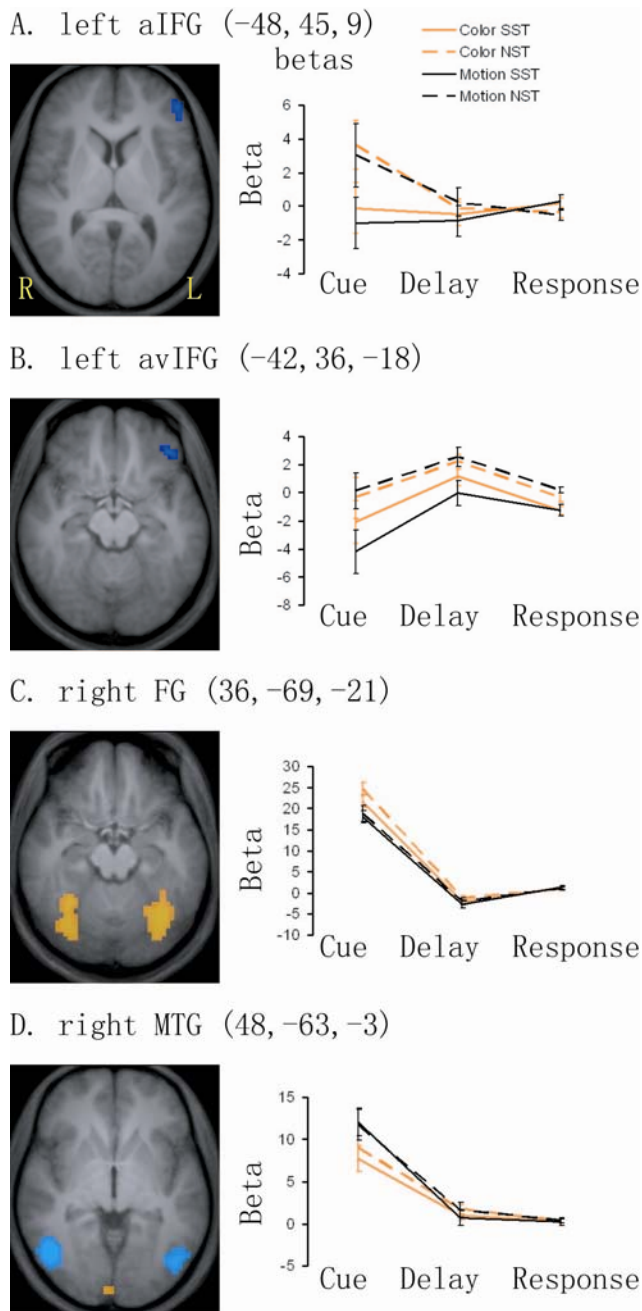 A. left aIFG (-48, 45, 9)
betas
Color SST
Color NST
Motion SST
Motion NST
6
4
2
0
-2
-4
Beta
Cue Delay Response
R L
B. left avIFG (-42, 36, -18)
4
2
0
-2
-4
-6
-8
Beta
Cue Delay Response
C. right FG (36, -69, -21)
30
25
20
15
10
5
0
-5
-10
Beta
Cue Delay Response
D. right MTG (48, -63, -3)
15
10
5
0
-5
Beta
Cue Delay Response